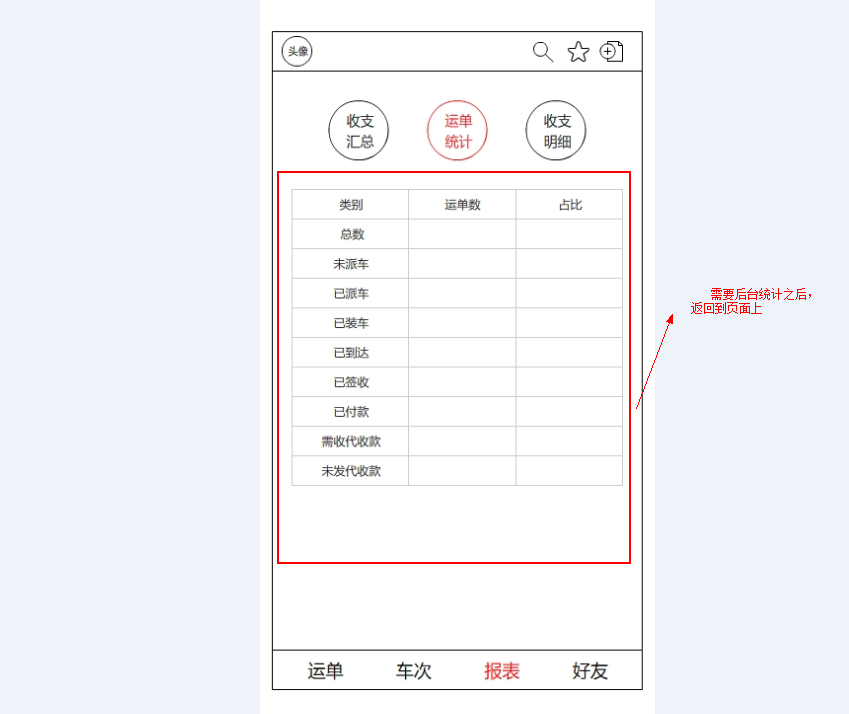 头像
收支
汇总
运单
统计
收支
明细
类别 运单数 占比
总数
未派车
已派车
已装车
已到达
已签收
已付款
需收代收款
未发代收款
需要后台统计之后，
返回到页面上
运单 车次 报表 好友